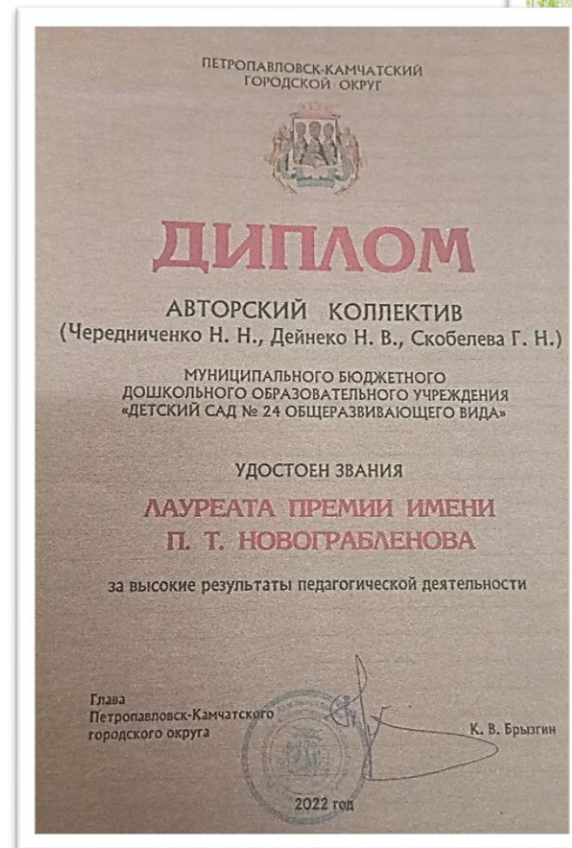 ПЕТРОПАВЛОВСК-КАМЧАТСКИЙ
ГОРОДСКОЙ ОКРУГ
ДИПЛОМ
АВТОРСКИЙ КОЛЛЕКТИВ
(Чередниченко Н. Н., Дейнеко Н. В., Скобелева Г. Н.)
МУНИЦИПАЛЬНОГО БЮДЖЕТНОГО
ДОШКОЛЬНОГО ОБРАЗОВАТЕЛЬНОГО УЧРЕЖДЕНИЯ
«ДЕТСКИЙ САД № 24 ОБЩЕРАЗВИВАЮЩЕГО ВИДА»
УДОСТОЕН ЗВАНИЯ
ЛАУРЕАТА ПРЕМИИ ИМЕНИ
П. Т. НОВОГРАБЛЕНОВА
за высокие результаты педагогической деятельности
Глава
Петропавловск-Камчатского
городского округа
К. В. Брызгин
2022 год